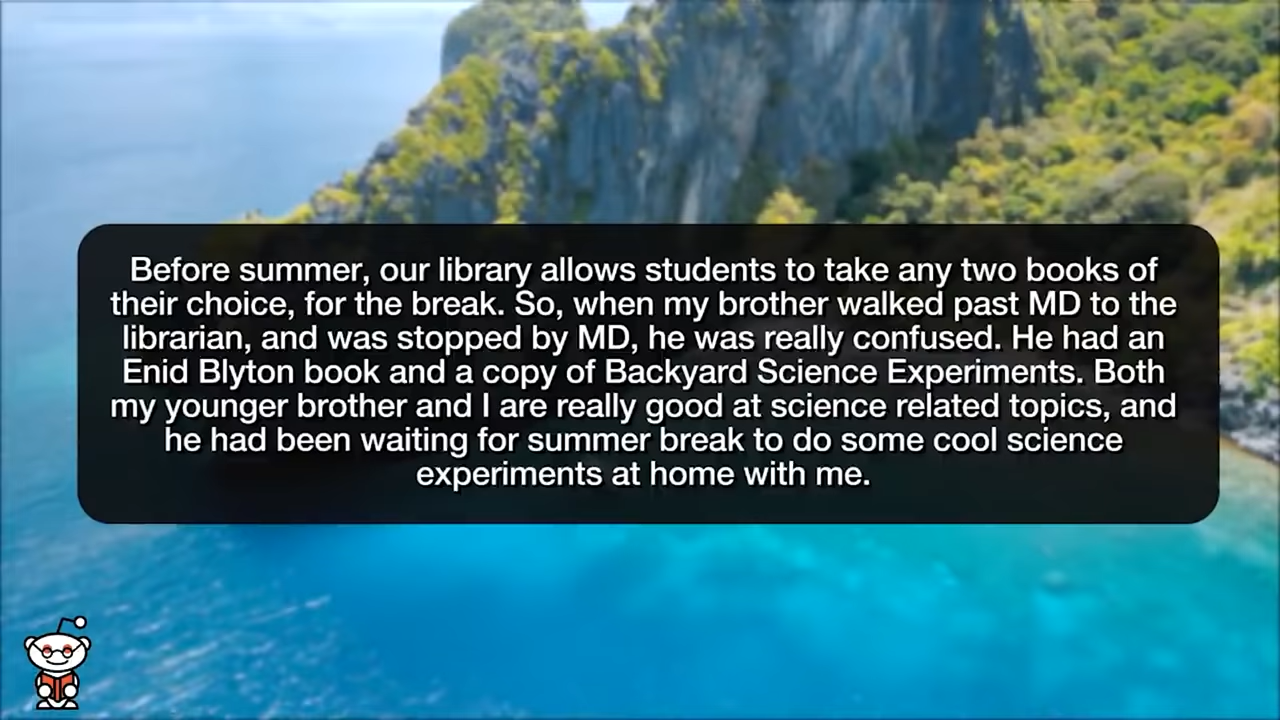 Before summer, our library allows students to take any two books of
their choice, for the break. So, when my brother walked past MD to the
librarian, and was stopped by MD, he was really confused. He had an
Enid Blyton book and a copy of Backyard Science Experiments. Both
my younger brother and I are really good at science related topics, and
he had been waiting for summer break to do some cool science
experiments at home with me.